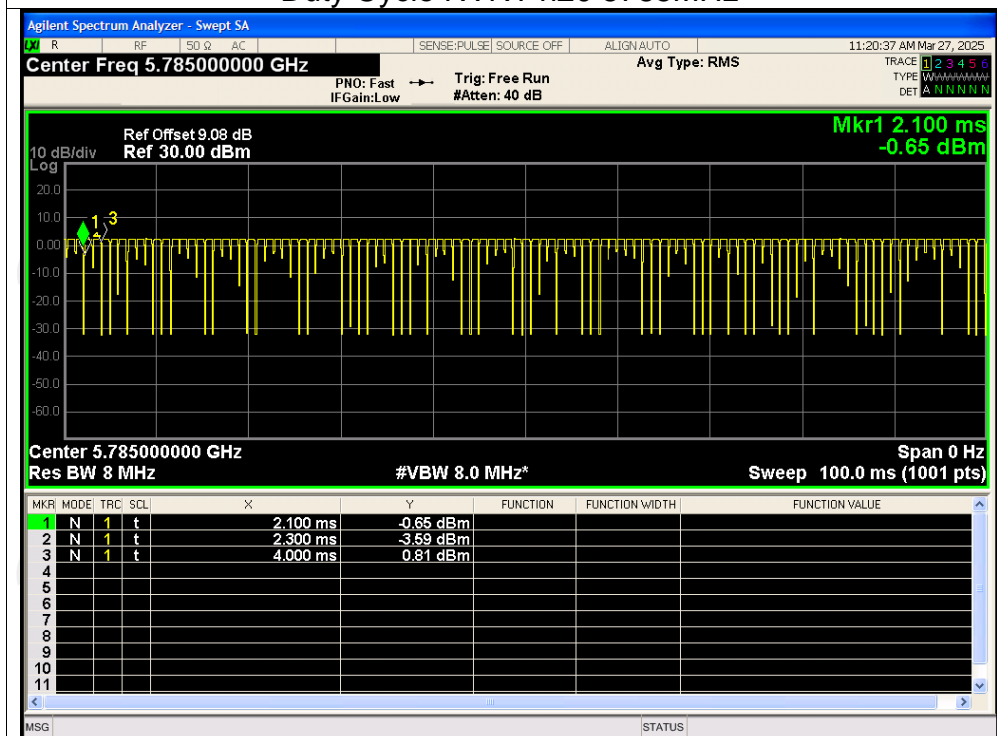 Agilent Spectrum Analyzer - Swept SA
LXI R RF 50 Ω AC SENSE:PULSE SOURCE OFF ALIGN AUTO 11:20:37 AM Mar 27, 2025
Center Freq 5.785000000 GHz
PNO: Fast
IFGain:Low
Trig: Free Run
#Atten: 40 dB
Avg Type: RMS
TRACE 1 2 3 4 5 6
TYPE
DET A N N N N N
Mkr1 2.100 ms
-0.65 dBm
Ref Offset 9.08 dB
10 dB/div Ref 30.00 dBm
Log
20.0
10.0
0.00
-10.0
-20.0
-30.0
-40.0
-50.0
-60.0
1 3
Center 5.785000000 GHz Span 0 Hz
Res BW 8 MHz #VBW 8.0 MHz* Sweep 100.0 ms (1001 pts)
MKR MODE TRC SCL X Y FUNCTION FUNCTION WIDTH FUNCTION VALUE
1 N 1 t 2.100 ms -0.65 dBm
2 N 1 t 2.300 ms -3.59 dBm
3 N 1 t 4.000 ms 0.81 dBm
4
5
6
7
8
9
10
11
MSG STATUS